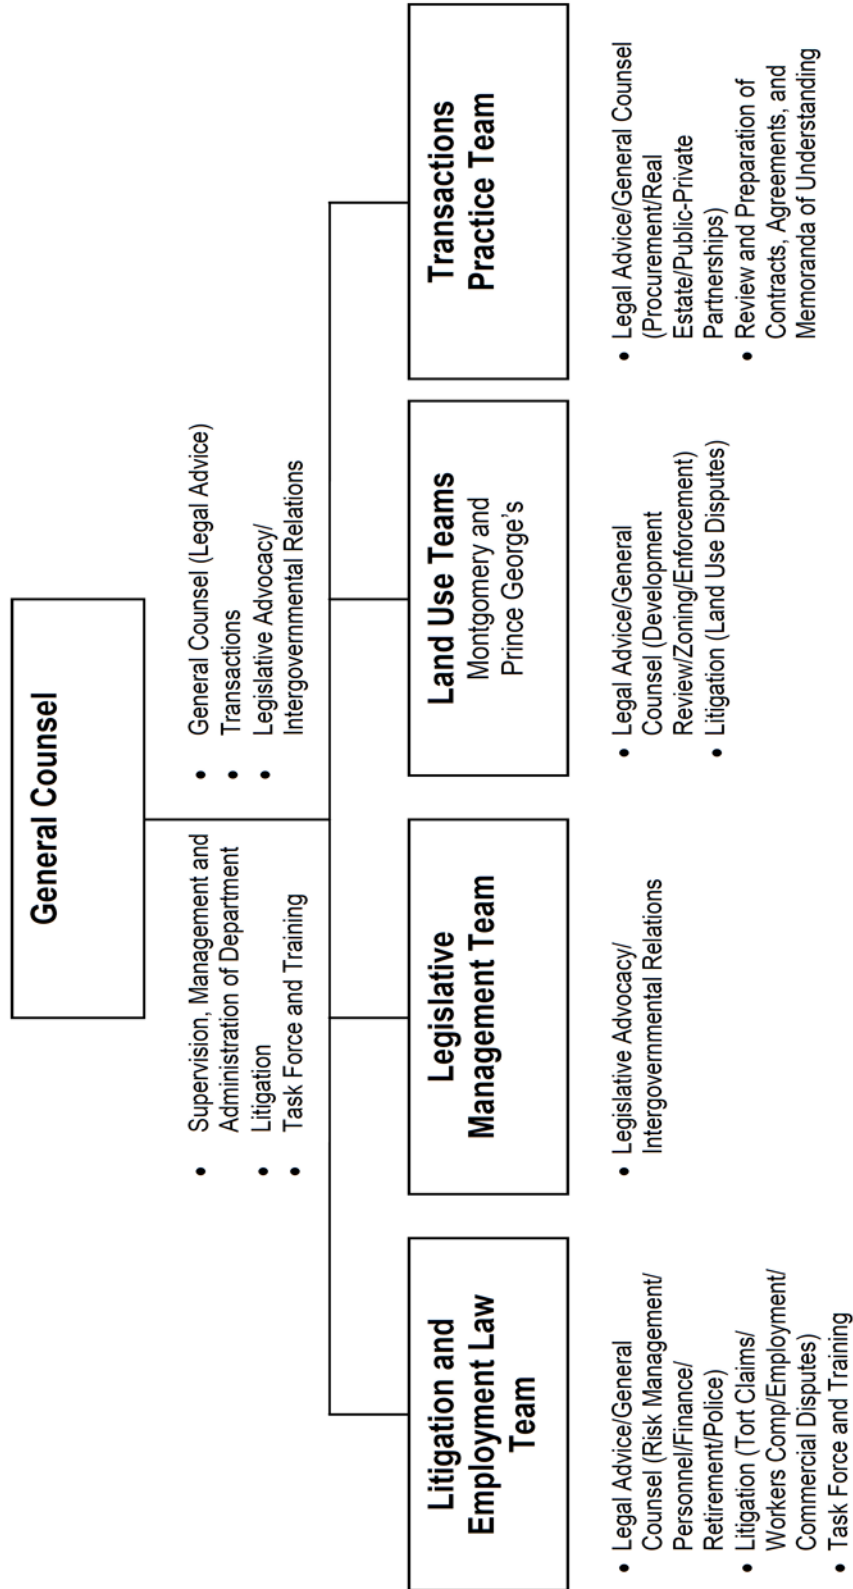 General Counsel
• Supervision, Management and
Administration of Department
• Litigation
• Task Force and Training
• General Counsel (Legal Advice)
• Transactions
• Legislative Advocacy/
Intergovernmental Relations
Litigation and
Employment Law
Team
• Legal Advice/General
Counsel (Risk Management/
Personnel/Finance/
Retirement/Police)
• Litigation (Tort Claims/
Workers Comp/Employment/
Commercial Disputes)
• Task Force and Training
Legislative
Management Team
• Legislative Advocacy/
Intergovernmental Relations
Land Use Teams
Montgomery and
Prince George's
• Legal Advice/General
Counsel (Development
Review/Zoning/Enforcement)
• Litigation (Land Use Disputes)
Transactions
Practice Team
• Legal Advice/General Counsel
(Procurement/Real
Estate/Public-Private
Partnerships)
• Review and Preparation of
Contracts, Agreements, and
Memoranda of Understanding